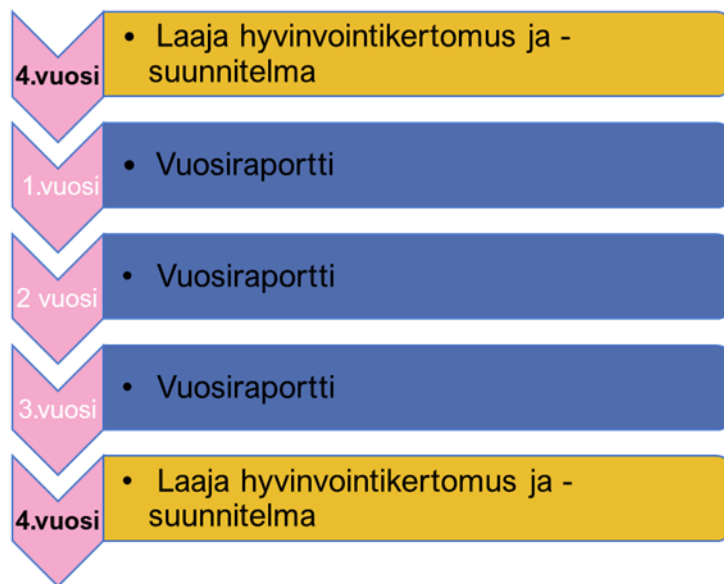 4.vuosi
• Laaja hyvinvointikertomus ja -
suunnitelma
1.vuosi
• Vuosiraportti
2 vuosi
• Vuosiraportti
3.vuosi
• Vuosiraportti
4.vuosi
• Laaja hyvinvointikertomus ja -
suunnitelma